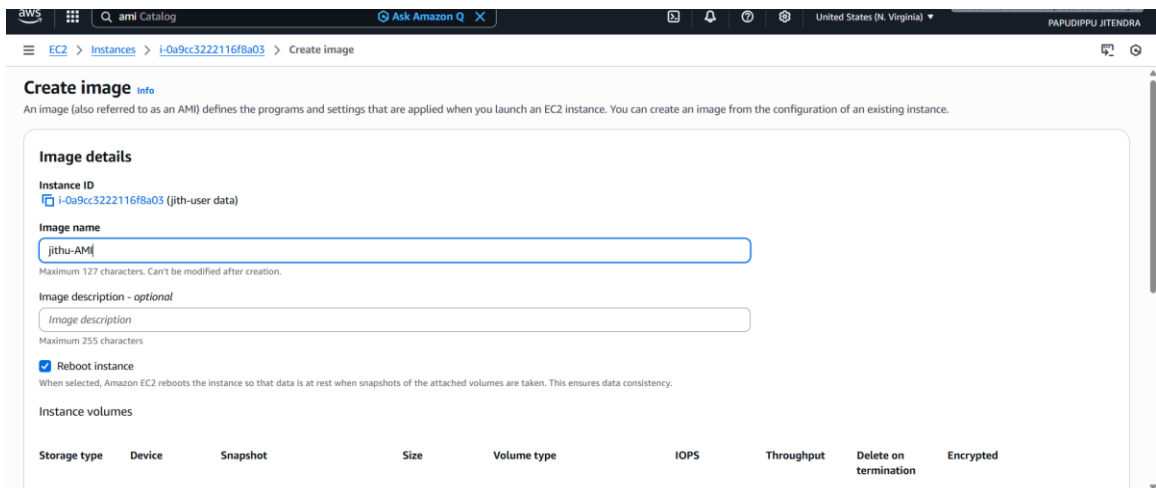 aws
ami Catalog
Ask Amazon Q
United States (N. Virginia)
PAPUDIPPU JITENDRA
EC2 > Instances > i-0a9cc3222116f8a03 > Create image
Create image Info
An image (also referred to as an AMI) defines the programs and settings that are applied when you launch an EC2 instance. You can create an image from the configuration of an existing instance.
Image details
Instance ID
i-0a9cc3222116f8a03 (jith-user data)
Image name
jithu-AMI
Maximum 127 characters. Can't be modified after creation.
Image description - optional
Image description
Maximum 255 characters
Reboot instance
When selected, Amazon EC2 reboots the instance so that data is at rest when snapshots of the attached volumes are taken. This ensures data consistency.
Instance volumes
Storage type Device Snapshot Size Volume type IOPS Throughput Delete on termination Encrypted